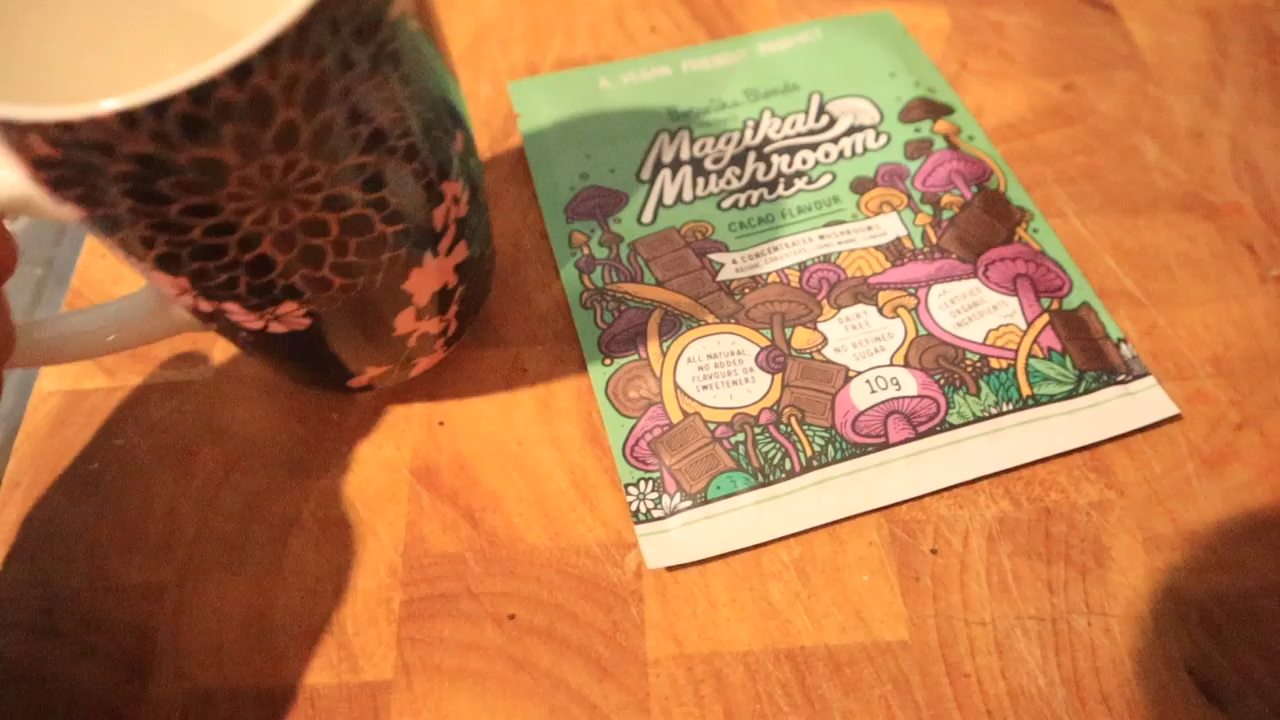 A VEGAN FRIENDLY PRODUCT
Magikal
Mushroom
mix
CACAO FLAVOUR
4 CONCENTRATED MUSHROOMS
ALL NATURAL,
NO ADDED
FLAVOURS OR
SWEETENERS
DAIRY
FREE
NO REFINED
SUGAR
CERTIFIED
ORGANIC
INGREDIENTS
10g